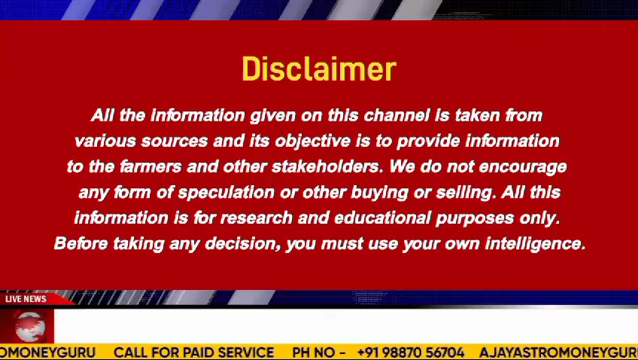 Disclaimer
All the information given on this channel is taken from
various sources and its objective is to provide information
to the farmers and other stakeholders. We do not encourage
any form of speculation or other buying or selling. All this
information is for research and educational purposes only.
Before taking any decision, you must use your own intelligence.
LIVE NEWS
OMONEYGURU CALL FOR PAID SERVICE PH NO - +91 98870 56704 AJAYASTROMONEYGUR